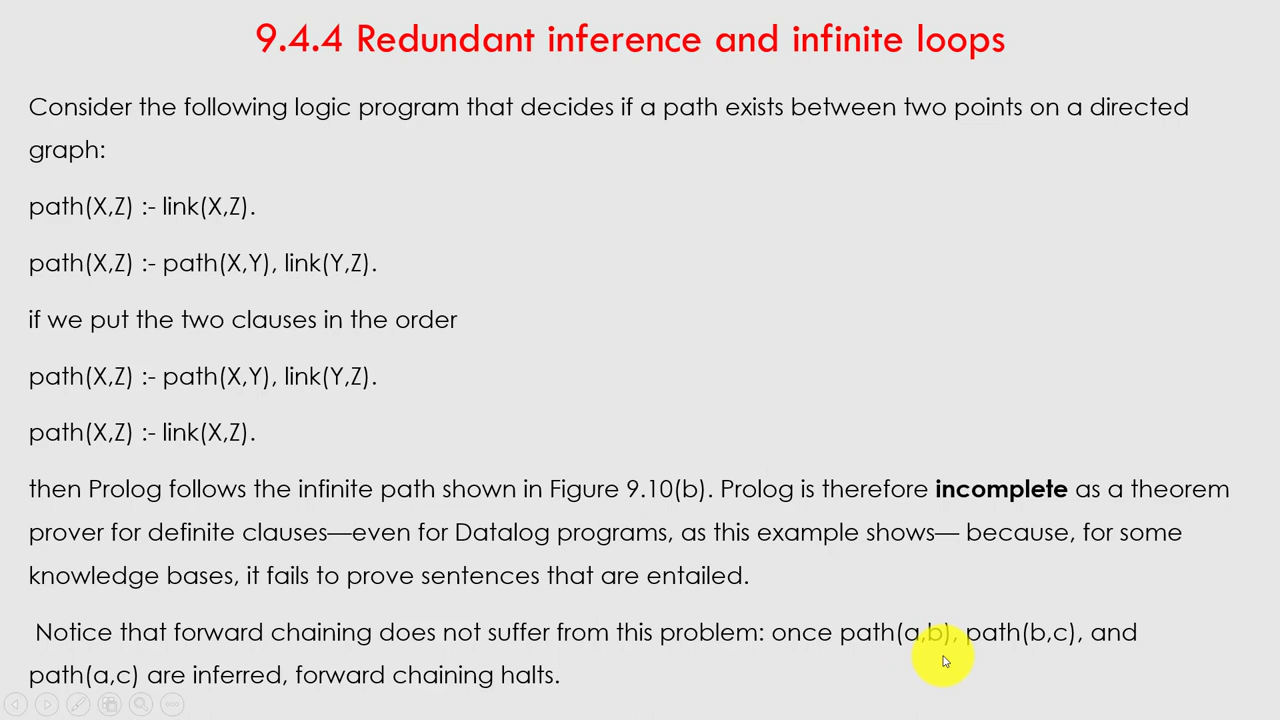 9.4.4 Redundant inference and infinite loops
Consider the following logic program that decides if a path exists between two points on a directed
graph:
path(X,Z) :- link(X,Z).
path(X,Z) :- path(X,Y), link(Y,Z).
if we put the two clauses in the order
path(X,Z) :- path(X,Y), link(Y,Z).
path(X,Z) :- link(X,Z).
then Prolog follows the infinite path shown in Figure 9.10(b). Prolog is therefore incomplete as a theorem
prover for definite clauses—even for Datalog programs, as this example shows— because, for some
knowledge bases, it fails to prove sentences that are entailed.
Notice that forward chaining does not suffer from this problem: once path(a,b), path(b,c), and
path(a,c) are inferred, forward chaining halts.